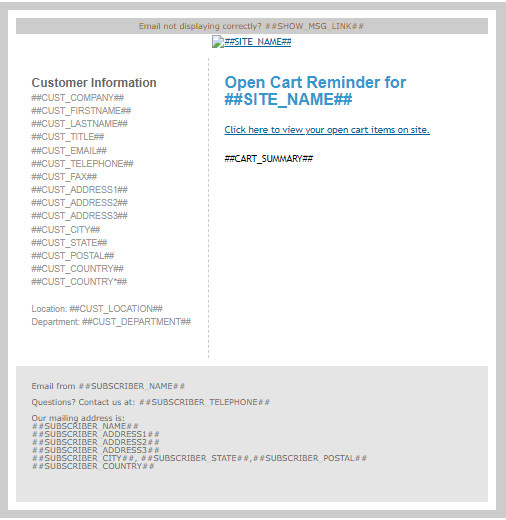 Email not displaying correctly? ##SHOW_MSG_LINK##
##SITE_NAME##
Customer Information
##CUST_COMPANY##
##CUST_FIRSTNAME##
##CUST_LASTNAME##
##CUST_TITLE##
##CUST_EMAIL##
##CUST_TELEPHONE##
##CUST_FAX##
##CUST_ADDRESS1##
##CUST_ADDRESS2##
##CUST_ADDRESS3##
##CUST_CITY##
##CUST_STATE##
##CUST_POSTAL##
##CUST_COUNTRY##
##CUST_COUNTRY*##
Location: ##CUST_LOCATION##
Department: ##CUST_DEPARTMENT##
Open Cart Reminder for
##SITE_NAME##
Click here to view your open cart items on site.
##CART_SUMMARY##
Email from ##SUBSCRIBER_NAME##
Questions? Contact us at: ##SUBSCRIBER_TELEPHONE##
Our mailing address is:
##SUBSCRIBER_NAME##
##SUBSCRIBER_ADDRESS1##
##SUBSCRIBER_ADDRESS2##
##SUBSCRIBER_ADDRESS3##
##SUBSCRIBER_CITY##, ##SUBSCRIBER_STATE##,##SUBSCRIBER_POSTAL##
##SUBSCRIBER_COUNTRY##